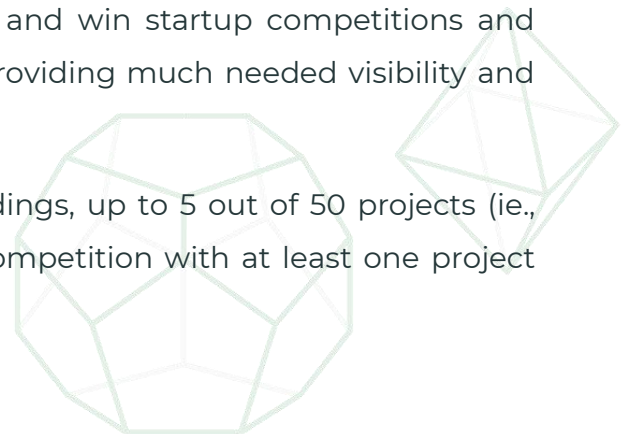 and win startup competitions and
roviding much needed visibility and
dings, up to 5 out of 50 projects (ie.,
ompetition with at least one project